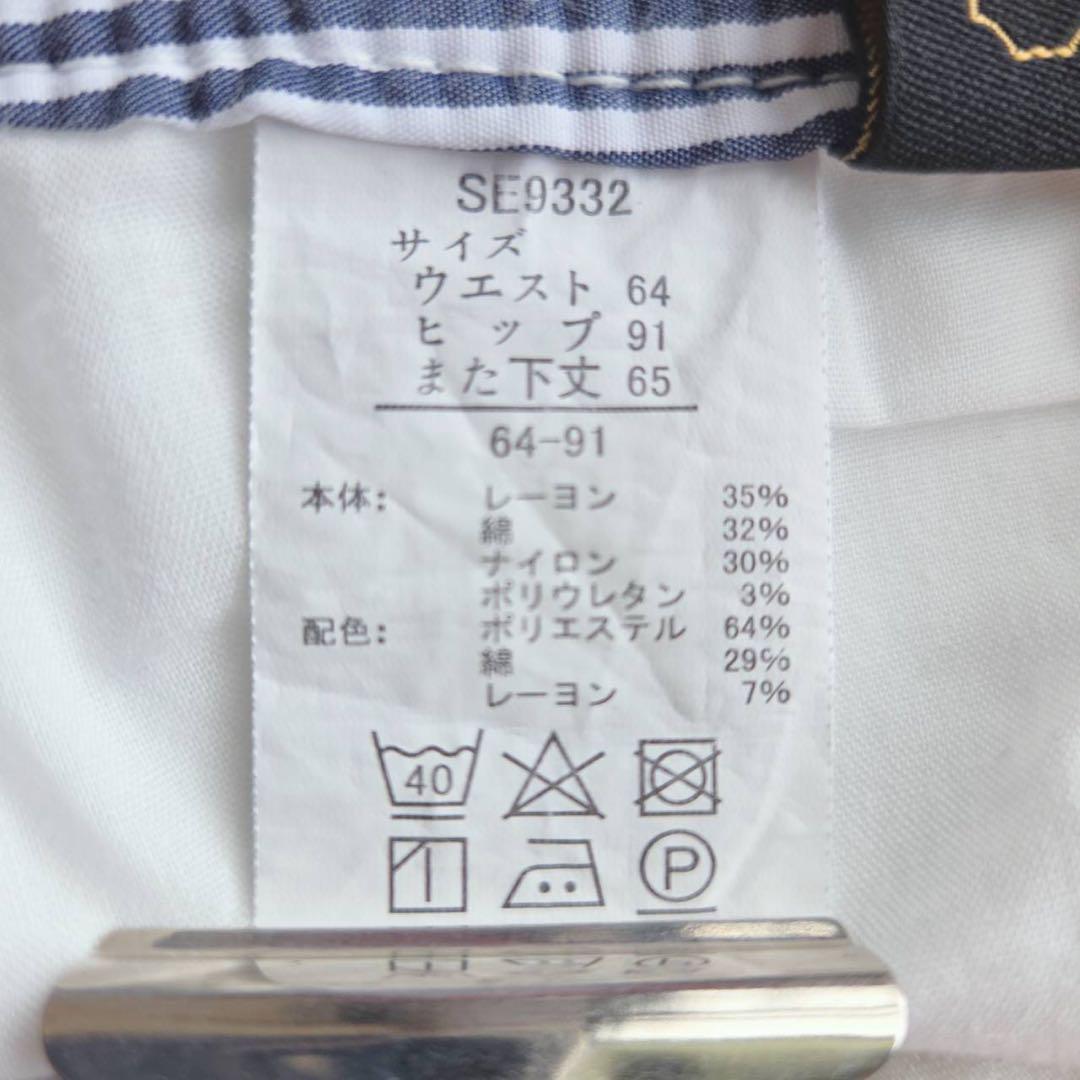 SE9332
サイズ
ウエスト 64
ヒップ 91
また下丈 65
64-91
本体: レーヨン 35%
綿 32%
ナイロン 30%
ポリウレタン 3%
配色: ポリエステル 64%
綿 29%
レーヨン 7%
40
P